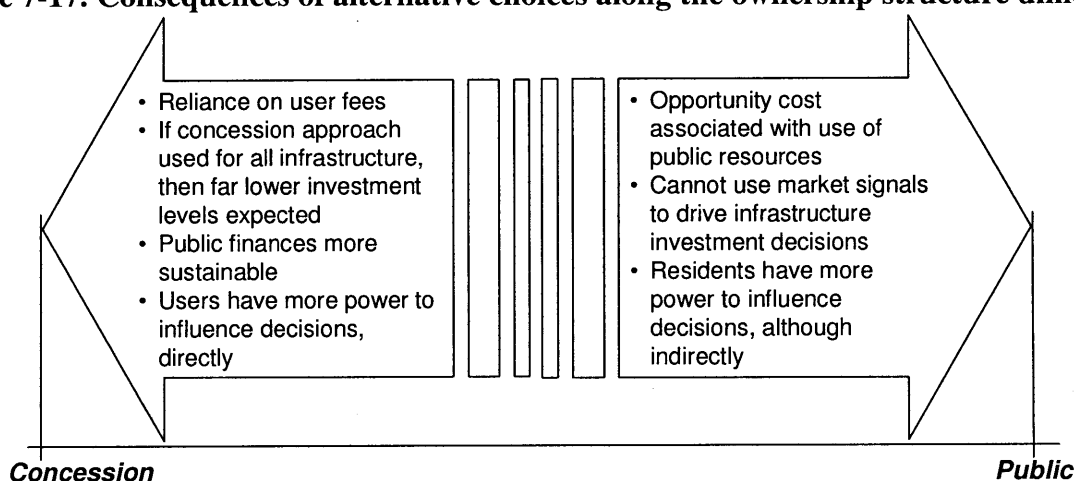 7-17: Consequences of alternative choices along the ownership structure
• Reliance on user fees
• If concession approach
used for all infrastructure,
then far lower investment
levels expected
• Public finances more
sustainable
• Users have more power to
influence decisions,
directly
• Opportunity cost
associated with use of
public resources
• Cannot use market signals
to drive infrastructure
investment decisions
• Residents have more
power to influence
decisions, although
indirectly
Concession
Public